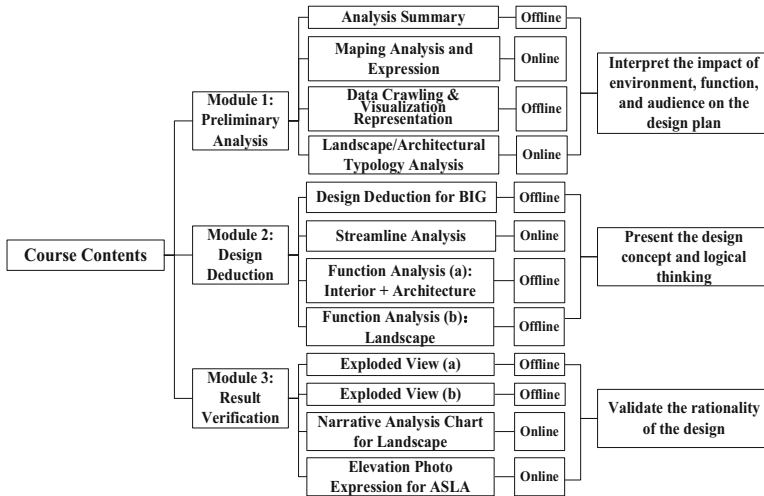 Course Contents
Module 1:
Preliminary
Analysis
Analysis Summary
Offline
Maping Analysis and
Expression
Online
Data Crawling &
Visualization
Representation
Offline
Landscape/Architectural
Typology Analysis
Online
Interpret the impact of
environment, function,
and audience on the
design plan
Module 2:
Design
Deduction
Design Deduction for BIG
Offline
Streamline Analysis
Online
Function Analysis (a):
Interior + Architecture
Offline
Function Analysis (b):
Landscape
Offline
Present the design
concept and logical
thinking
Module 3:
Result
Verification
Exploded View (a)
Offline
Exploded View (b)
Offline
Narrative Analysis Chart
for Landscape
Online
Elevation Photo
Expression for ASLA
Online
Validate the rationality
of the design